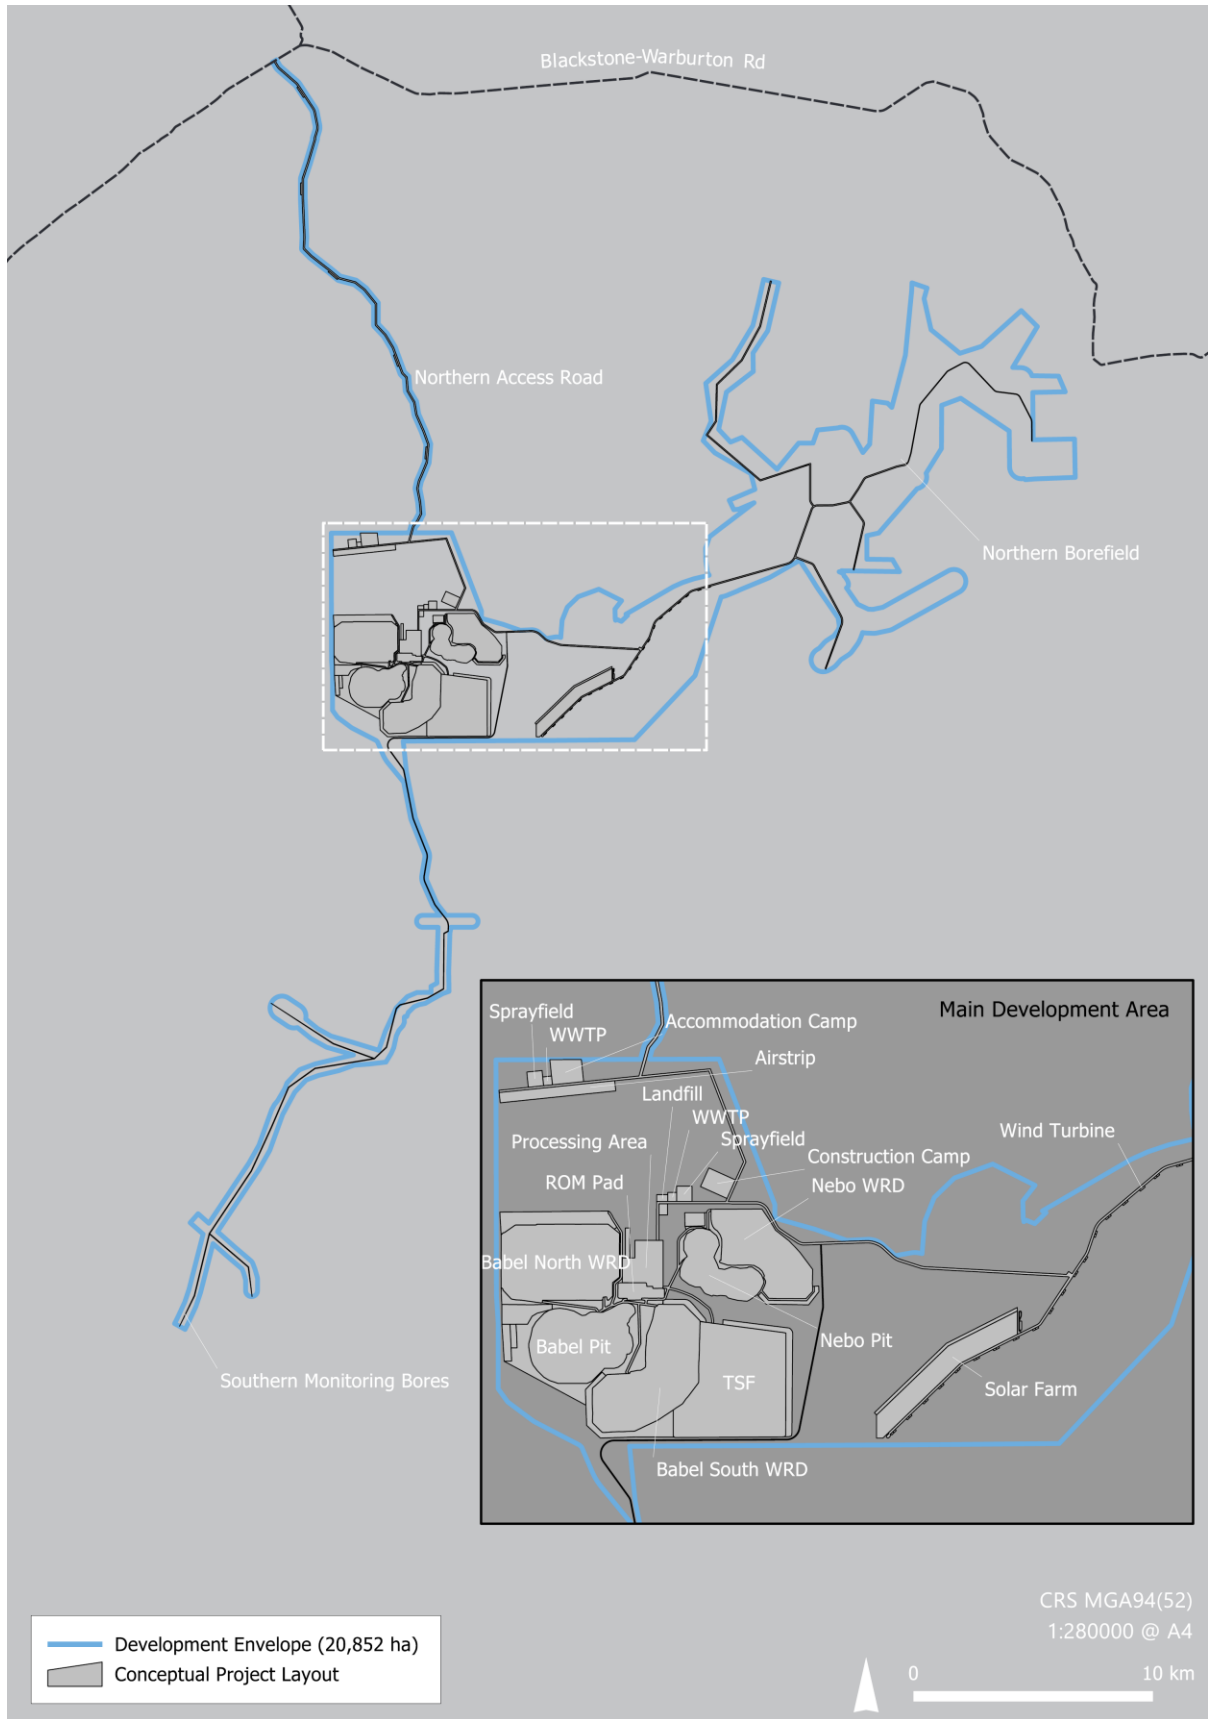 Blackstone-Warburton Rd
Northern Access Road
Northern Borefield
Main Development Area
Sprayfield
WWTP
Accommodation Camp
Airstrip
Landfill
WWTP
Processing Area
Sprayfield
Wind Turbine
Construction Camp
ROM Pad
Nebo WRD
Babel North WRD
Babel Pit
Nebo Pit
Southern Monitoring Bores
TSF
Solar Farm
Babel South WRD
CRS MGA94(52)
1:280000 @ A4
Development Envelope (20,852 ha)
Conceptual Project Layout
0 10 km